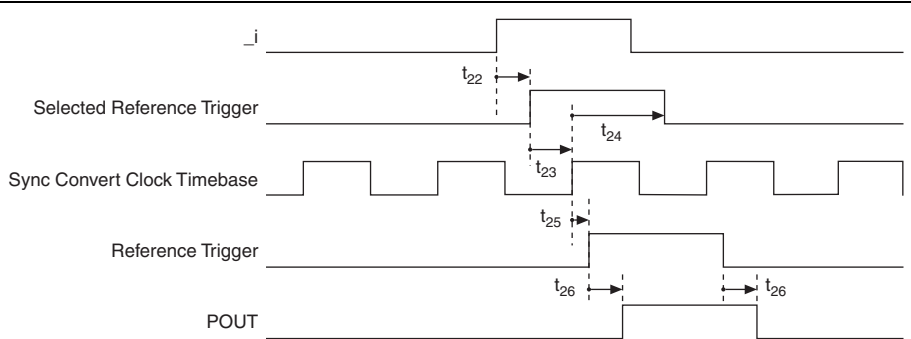 _i
t22
Selected Reference Trigger
t24
t23
Sync Convert Clock Timebase
t25
Reference Trigger
t26
t26
POUT